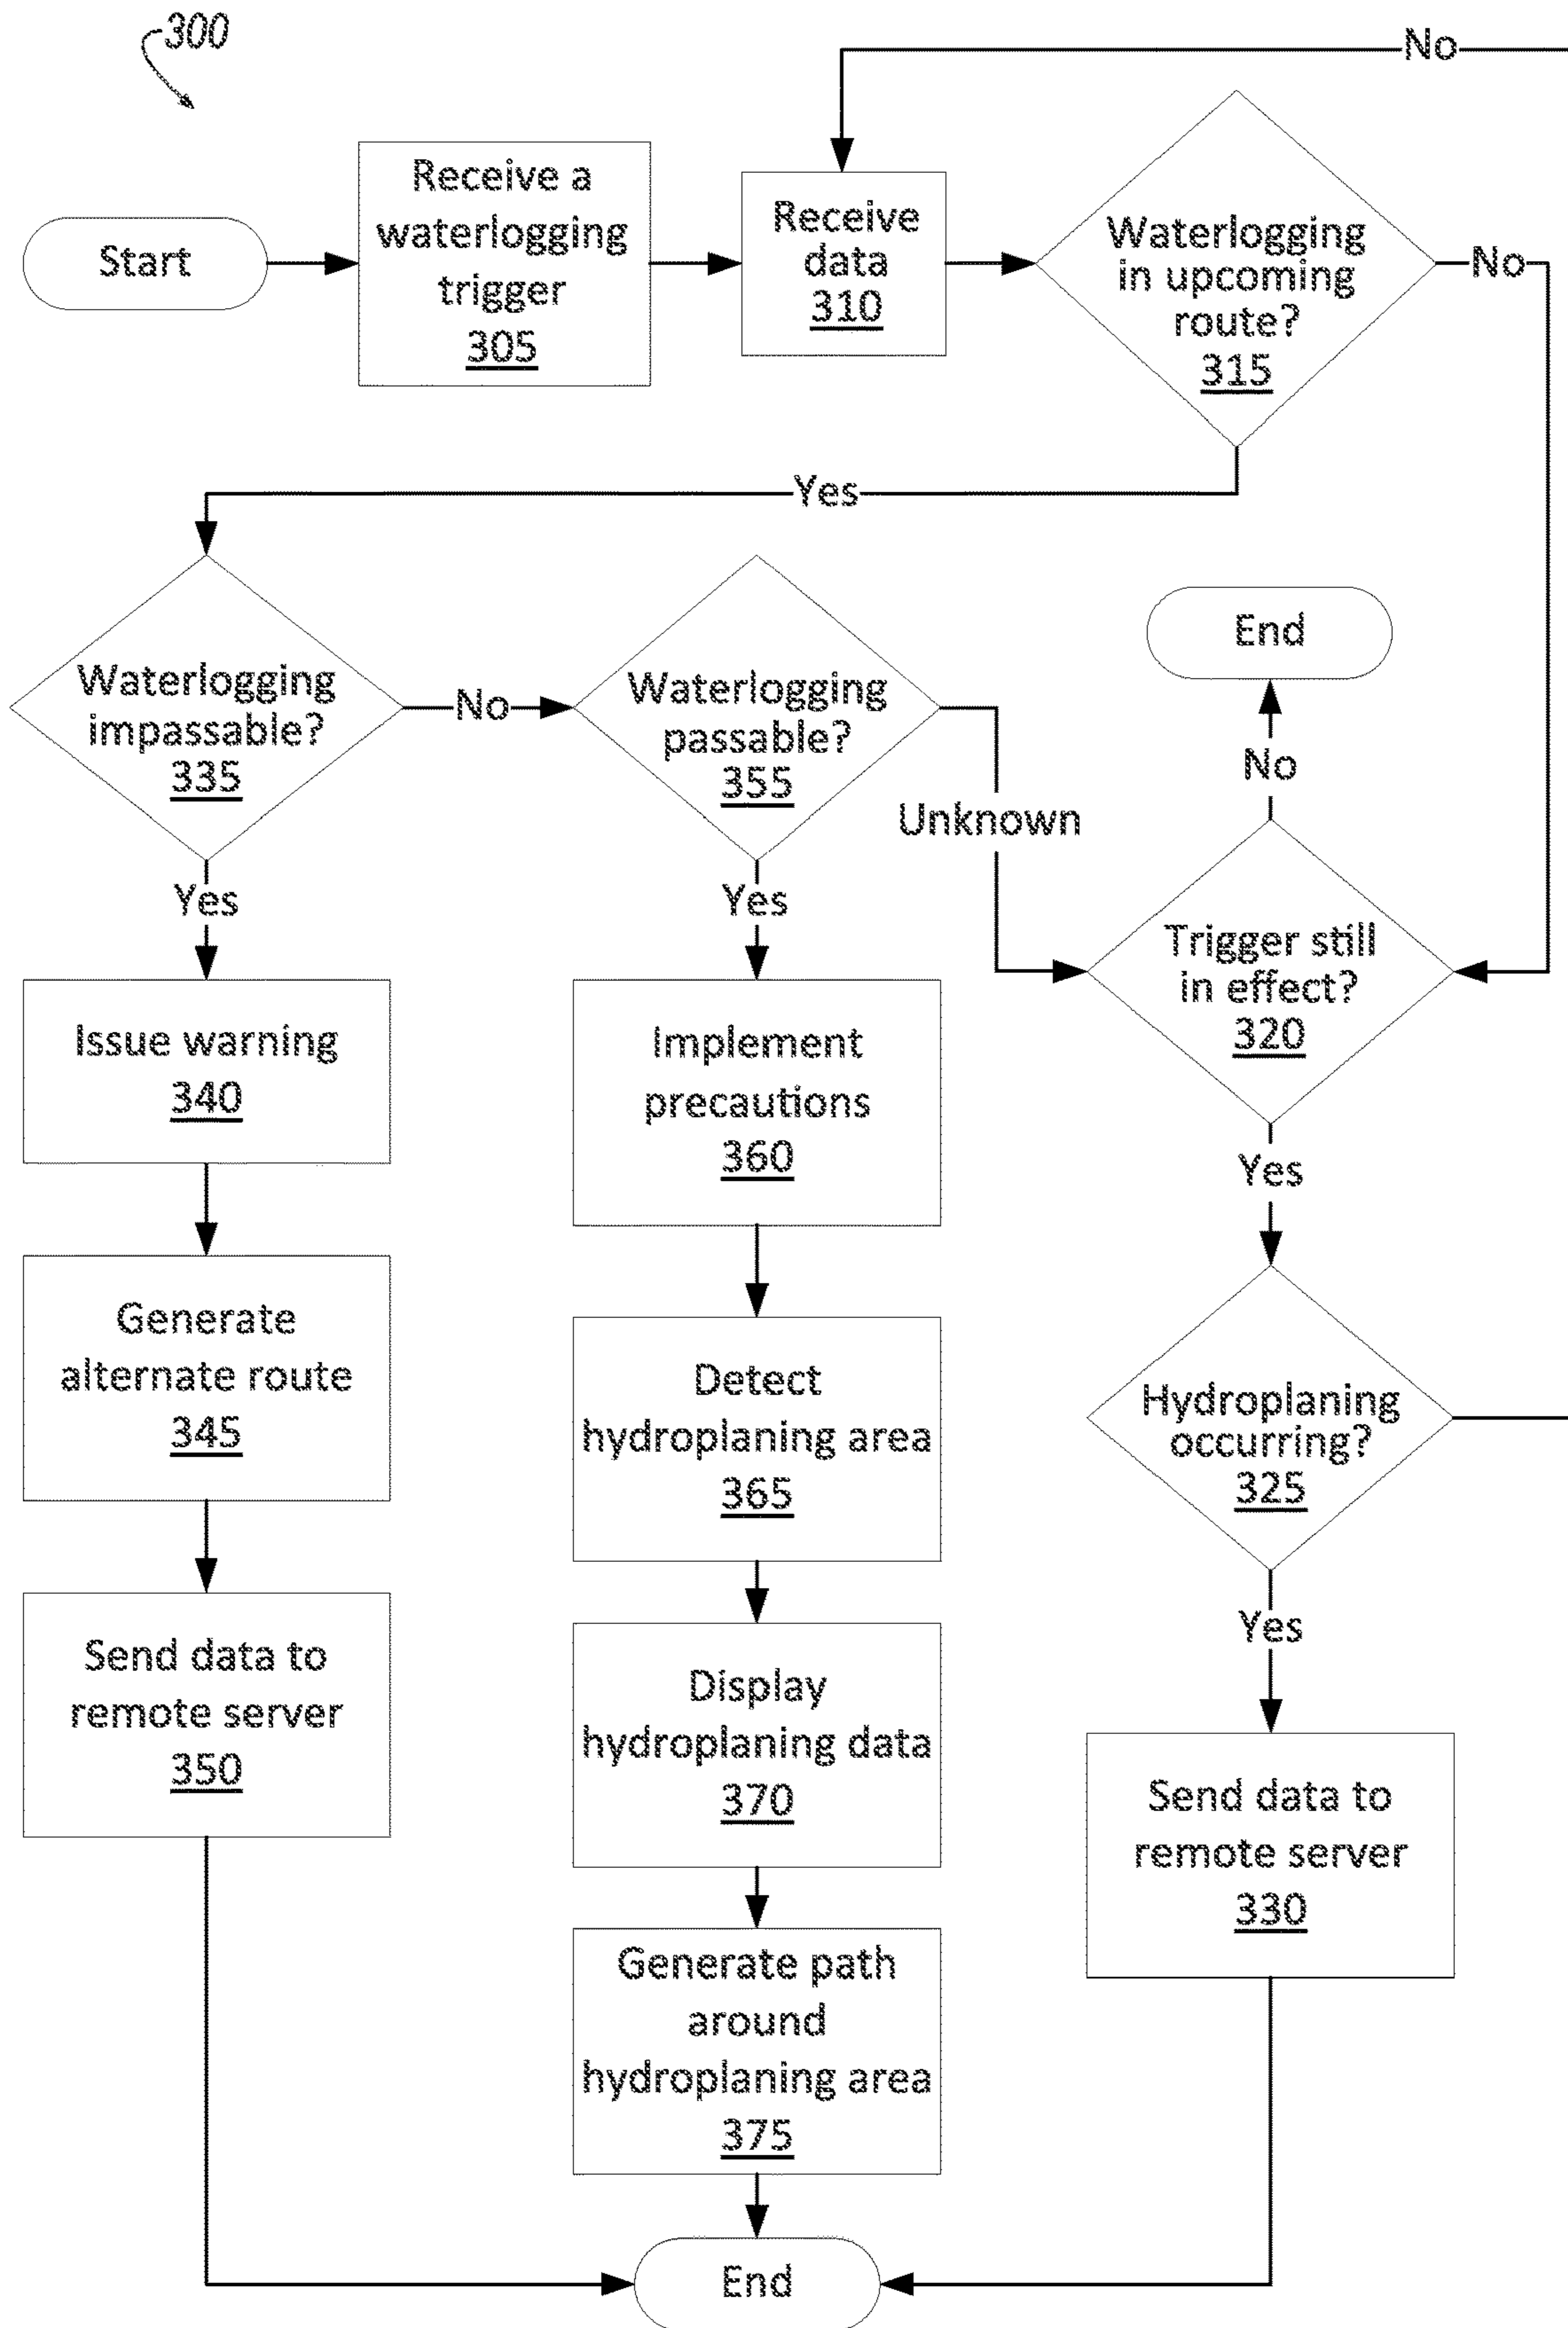 300
No
Start
Receive a
waterlogging
trigger
305
Receive
data
310
Waterlogging
in upcoming
route?
315
No
Yes
Waterlogging
impassable?
335
No
Waterlogging
passable?
355
Unknown
End
No
Trigger still
in effect?
320
Yes
Yes
Yes
Issue warning
340
Implement
precautions
360
Hydroplaning
occurring?
325
Generate
alternate route
345
Detect
hydroplaning area
365
Yes
Send data to
remote server
350
Display
hydroplaning data
370
Send data to
remote server
330
Generate path
around
hydroplaning area
375
End